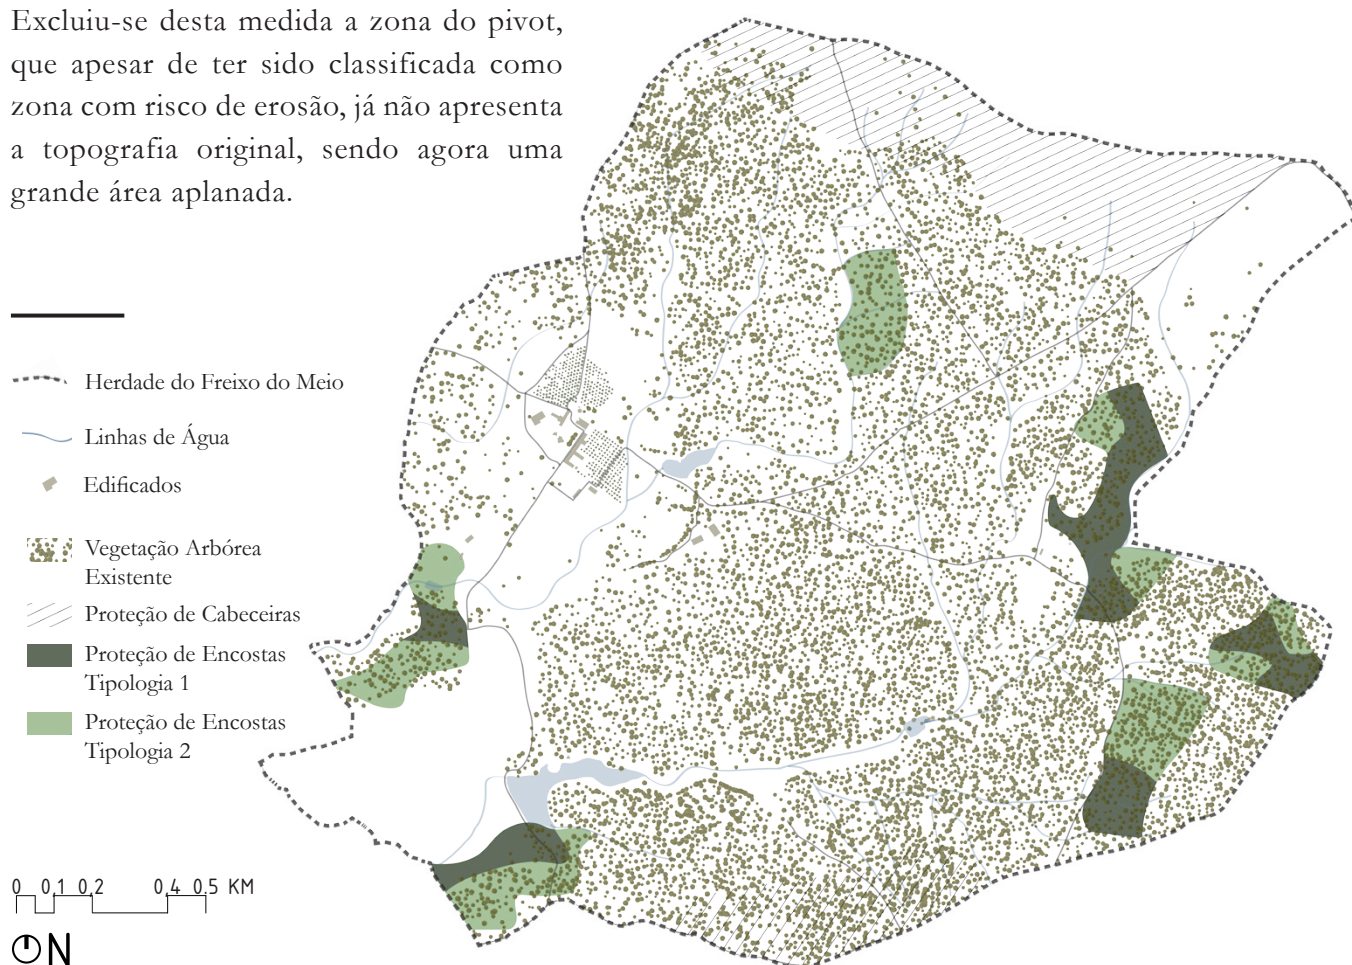 Excluiu-se desta medida a zona do pivot,
que apesar de ter sido classificada como
zona com risco de erosão, já não apresenta
a topografia original, sendo agora uma
grande área aplanada.
Herdade do Freixo do Meio
Linhas de Água
Edificados
Vegetação Arbórea
Existente
Proteção de Cabeceiras
Proteção de Encostas
Tipologia 1
Proteção de Encostas
Tipologia 2
0 0,1 0,2 0,4 0,5 KM
N